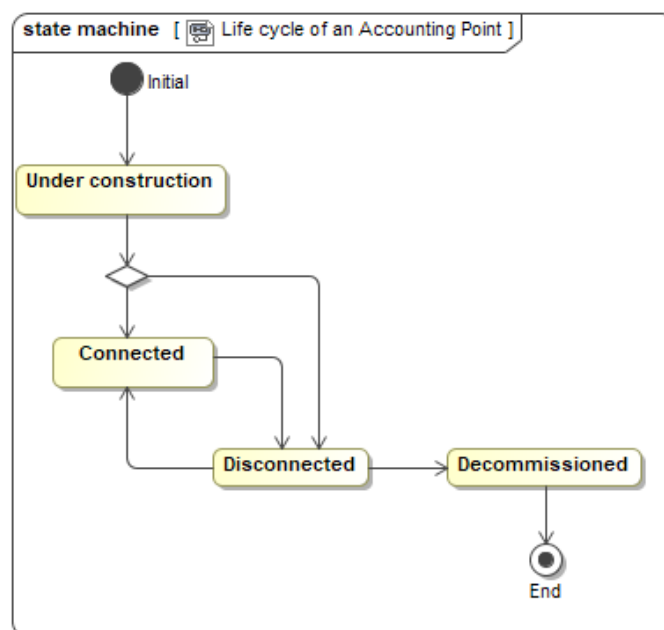 state machine [ Life cycle of an Accounting Point ]
Initial
Under construction
Connected
Disconnected
Decommissioned
End